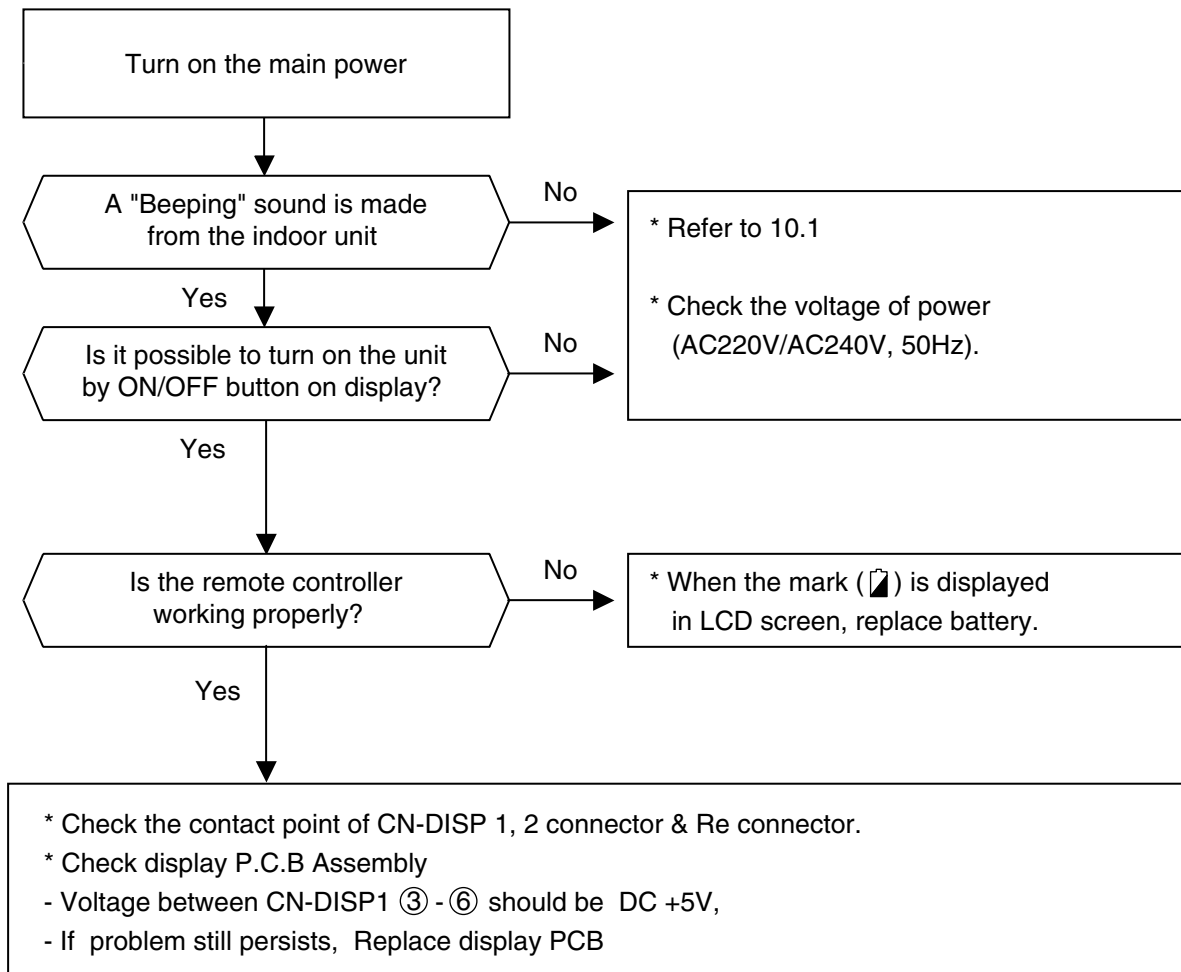 Turn on the main power
A "Beeping" sound is made
from the indoor unit
No
* Refer to 10.1
* Check the voltage of power
(AC220V/AC240V, 50Hz).
Yes
Is it possible to turn on the unit
by ON/OFF button on display?
No
Yes
Is the remote controller
working properly?
No
* When the mark ( ) is displayed
in LCD screen, replace battery.
Yes
* Check the contact point of CN-DISP 1, 2 connector & Re connector.
* Check display P.C.B Assembly
- Voltage between CN-DISP1 ③ - ⑥ should be DC +5V,
- If problem still persists, Replace display PCB